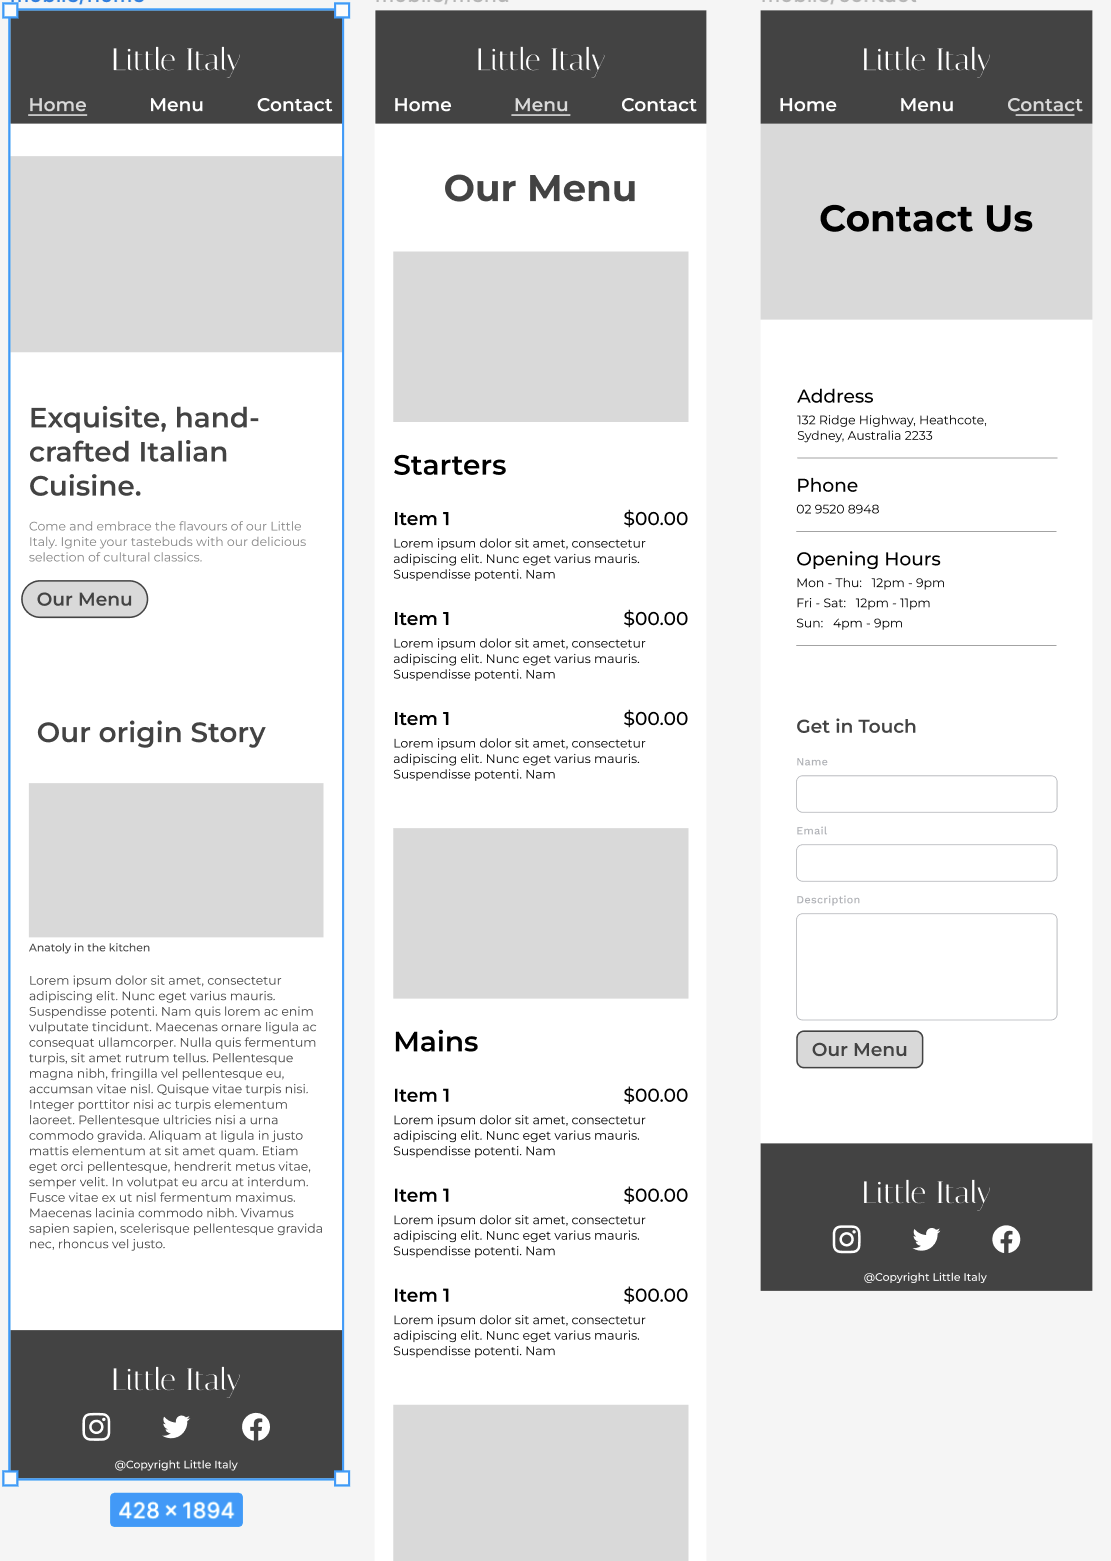 mobile/home
Little Italy
Home Menu Contact
Exquisite, hand-
crafted Italian
Cuisine.
Come and embrace the flavours of our Little
Italy. Ignite your tastebuds with our delicious
selection of cultural classics.
Our Menu
Our origin Story
Anatoly in the kitchen
Lorem ipsum dolor sit amet, consectetur
adipiscing elit. Nunc eget varius mauris.
Suspendisse potenti. Nam quis lorem ac enim
vulputate tincidunt. Maecenas ornare ligula ac
consequat ullamcorper. Nulla quis fermentum
turpis, sit amet rutrum tellus. Pellentesque
magna nibh, fringilla vel pellentesque eu,
accumsan vitae nisl. Quisque vitae turpis nisi.
Integer porttitor nisi ac turpis elementum
laoreet. Pellentesque ultricies nisi a urna
commodo gravida. Aliquam at ligula in justo
mattis elementum at sit amet quam. Etiam
eget orci pellentesque, hendrerit metus vitae,
semper velit. In volutpat eu arcu at interdum.
Fusce vitae ex ut nisl fermentum maximus.
Maecenas lacinia commodo nibh. Vivamus
sapien sapien, scelerisque pellentesque gravida
nec, rhoncus vel justo.
Little Italy
@Copyright Little Italy
428 × 1894
mobile/menu
Little Italy
Home Menu Contact
Our Menu
Starters
Item 1 $00.00
Lorem ipsum dolor sit amet, consectetur
adipiscing elit. Nunc eget varius mauris.
Suspendisse potenti. Nam
Item 1 $00.00
Lorem ipsum dolor sit amet, consectetur
adipiscing elit. Nunc eget varius mauris.
Suspendisse potenti. Nam
Item 1 $00.00
Lorem ipsum dolor sit amet, consectetur
adipiscing elit. Nunc eget varius mauris.
Suspendisse potenti. Nam
Mains
Item 1 $00.00
Lorem ipsum dolor sit amet, consectetur
adipiscing elit. Nunc eget varius mauris.
Suspendisse potenti. Nam
Item 1 $00.00
Lorem ipsum dolor sit amet, consectetur
adipiscing elit. Nunc eget varius mauris.
Suspendisse potenti. Nam
Item 1 $00.00
Lorem ipsum dolor sit amet, consectetur
adipiscing elit. Nunc eget varius mauris.
Suspendisse potenti. Nam
mobile/contact
Little Italy
Home Menu Contact
Contact Us
Address
132 Ridge Highway, Heathcote,
Sydney, Australia 2233
Phone
02 9520 8948
Opening Hours
Mon - Thu: 12pm - 9pm
Fri - Sat: 12pm - 11pm
Sun: 4pm - 9pm
Get in Touch
Name
Email
Description
Our Menu
Little Italy
@Copyright Little Italy